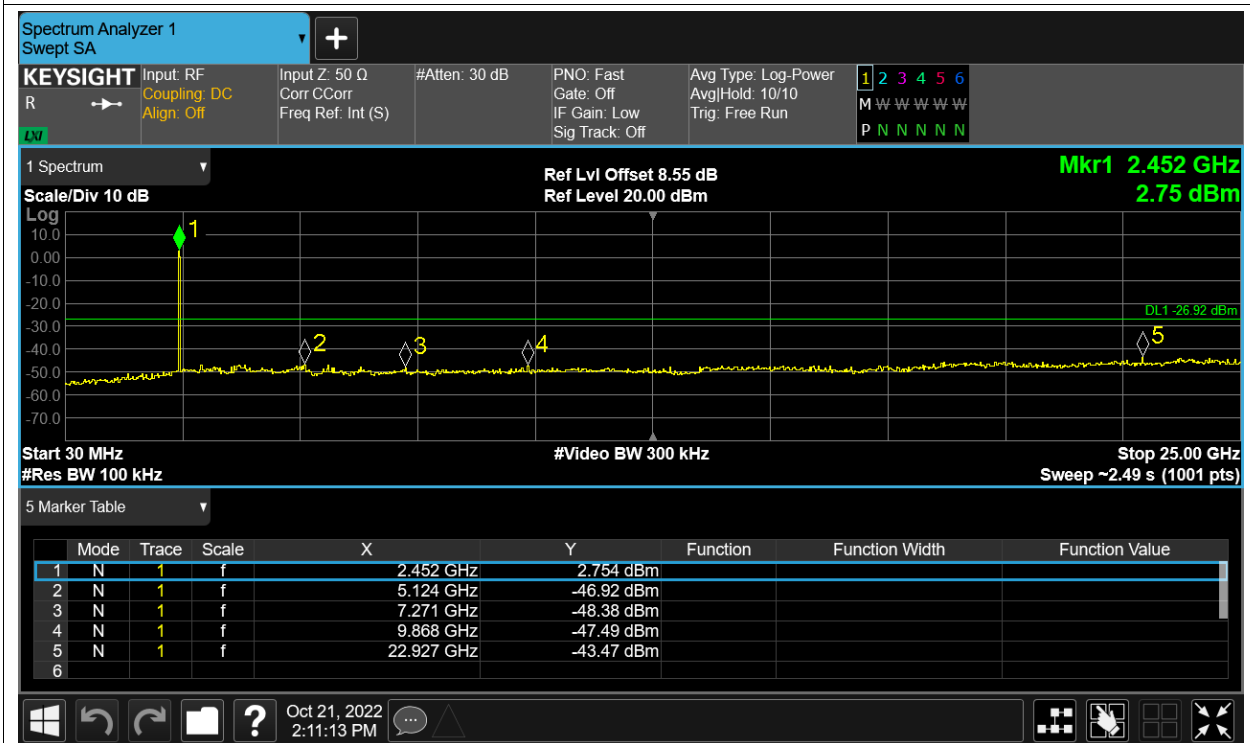 Spectrum Analyzer 1
Swept SA
KEYSIGHT Input: RF Input Z: 50 Ω #Atten: 30 dB PNO: Fast Avg Type: Log-Power 1 2 3 4 5 6
R Coupling: DC Corr CCorr Gate: Off Avg|Hold: 10/10 M W W W W W
Align: Off Freq Ref: Int (S) IF Gain: Low Trig: Free Run
LXI Sig Track: Off P N N N N N
1 Spectrum
Ref Lvl Offset 8.55 dB
Mkr1 2.452 GHz
Scale/Div 10 dB Ref Level 20.00 dBm 2.75 dBm
Log
1
10.0
0.00
-10.0
-20.0
DL1 -26.92 dBm
-30.0
2 3 4 5
-40.0
-50.0
-60.0
-70.0
Start 30 MHz #Video BW 300 kHz Stop 25.00 GHz
#Res BW 100 kHz Sweep ~2.49 s (1001 pts)
5 Marker Table
Mode Trace Scale X Y Function Function Width Function Value
1 N 1 f 2.452 GHz 2.754 dBm
2 N 1 f 5.124 GHz -46.92 dBm
3 N 1 f 7.271 GHz -48.38 dBm
4 N 1 f 9.868 GHz -47.49 dBm
5 N 1 f 22.927 GHz -43.47 dBm
6
? Oct 21, 2022
2:11:13 PM